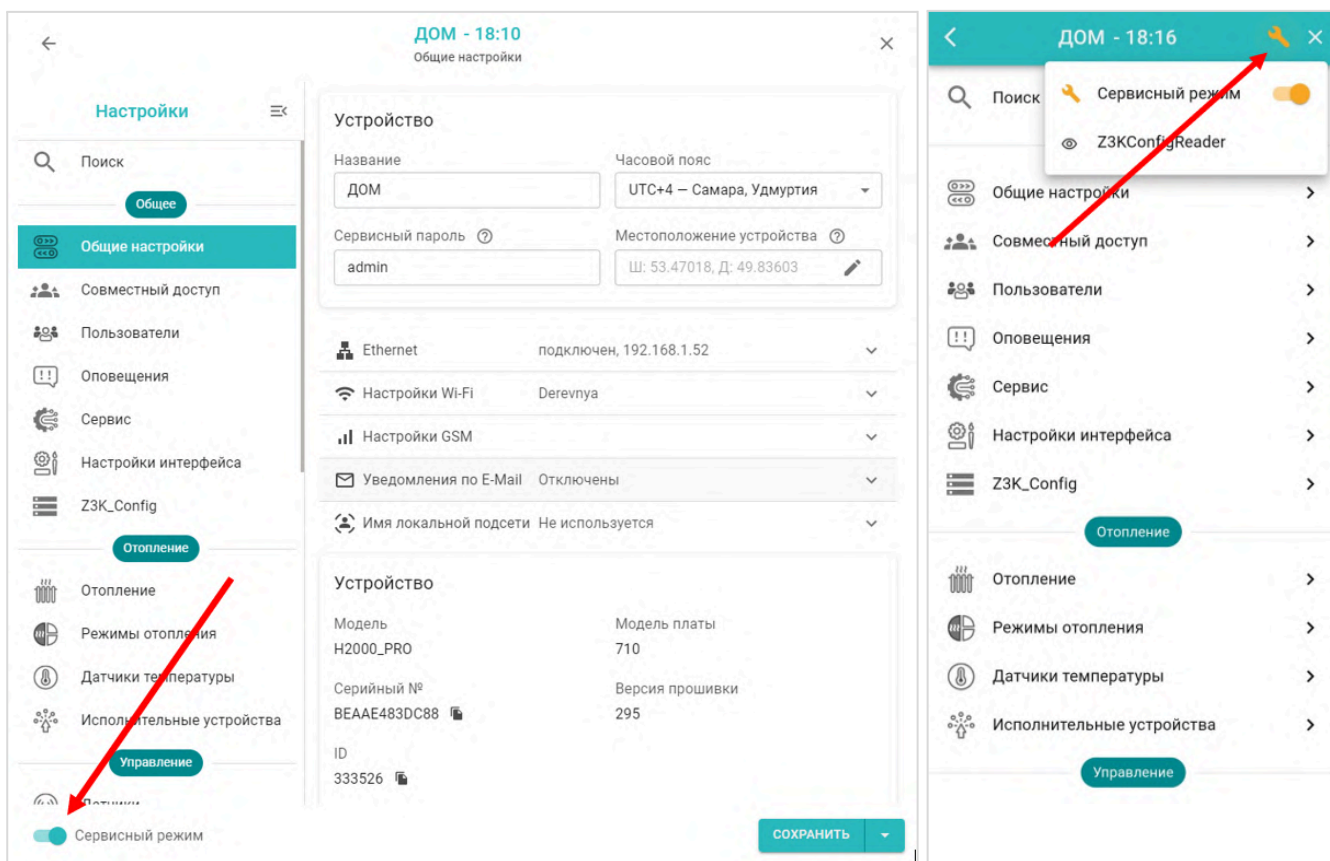 ДОМ - 18:10
Общие настройки
Настройки
Поиск
Общее
Общие настройки
Совместный доступ
Пользователи
Оповещения
Сервис
Настройки интерфейса
Z3K_Config
Отопление
Отопление
Режимы отопления
Датчики температуры
Исполнительные устройства
Управление
Датчики
Сервисный режим
Устройство
Название
Часовой пояс
ДОМ
UTC+4 — Самара, Удмуртия
Сервисный пароль
Местоположение устройства
admin
Ш: 53.47018, Д: 49.83603
Ethernet подключен, 192.168.1.52
Настройки Wi-Fi Derevnya
Настройки GSM
Уведомления по E-Mail Отключены
Имя локальной подсети Не используется
Устройство
Модель
Модель платы
H2000_PRO
710
Серийный №
Версия прошивки
BEAAE483DC88
295
ID
333526
СОХРАНИТЬ
ДОМ - 18:16
Поиск
Сервисный режим
Z3KConfigReader
Общие настройки
Совместный доступ
Пользователи
Оповещения
Сервис
Настройки интерфейса
Z3K_Config
Отопление
Отопление
Режимы отопления
Датчики температуры
Исполнительные устройства
Управление